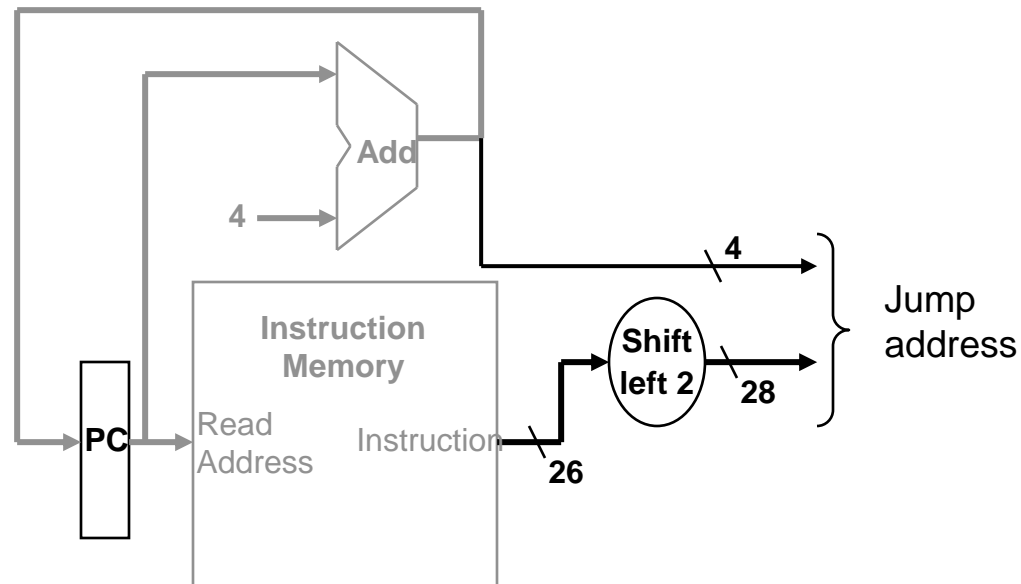 Add
4
4
Jump
address
Shift
left 2
28
Instruction
Memory
PC
Read
Address
Instruction
26